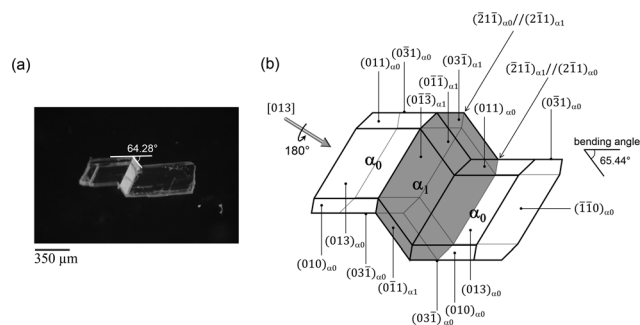 (a)
64.28°
350 μm
(b)
(2̄11̄)α0//(21̄1)α1
(03̄1)α0
(011)α0
(031̄)α1
(01̄1̄)α1
(01̄3̄)α1
(2̄11̄)α1//(21̄1)α0
(011)α0
(03̄1)α0
[013]
180°
bending angle
65.44°
α0
α1
α0
(1̄1̄0)α0
(013)α0
(010)α0
(031̄)α0
(01̄1)α1
(013)α0
(010)α0
(031̄)α0